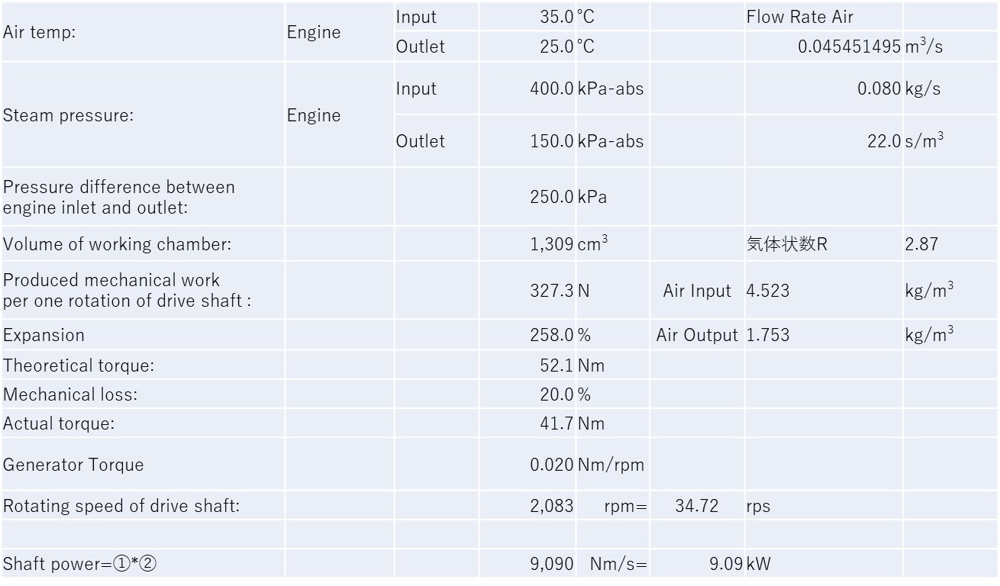 Air temp: Engine Input 35.0 °C Flow Rate Air
Outlet 25.0 °C 0.045451495 m³/s
Steam pressure: Engine Input 400.0 kPa-abs 0.080 kg/s
Outlet 150.0 kPa-abs 22.0 s/m³
Pressure difference between
engine inlet and outlet: 250.0 kPa
Volume of working chamber: 1,309 cm³ 気体状数R 2.87
Produced mechanical work
per one rotation of drive shaft : 327.3 N Air Input 4.523 kg/m³
Expansion 258.0 % Air Output 1.753 kg/m³
Theoretical torque: 52.1 Nm
Mechanical loss: 20.0 %
Actual torque: 41.7 Nm
Generator Torque 0.020 Nm/rpm
Rotating speed of drive shaft: 2,083 rpm= 34.72 rps
Shaft power=①*② 9,090 Nm/s= 9.09 kW